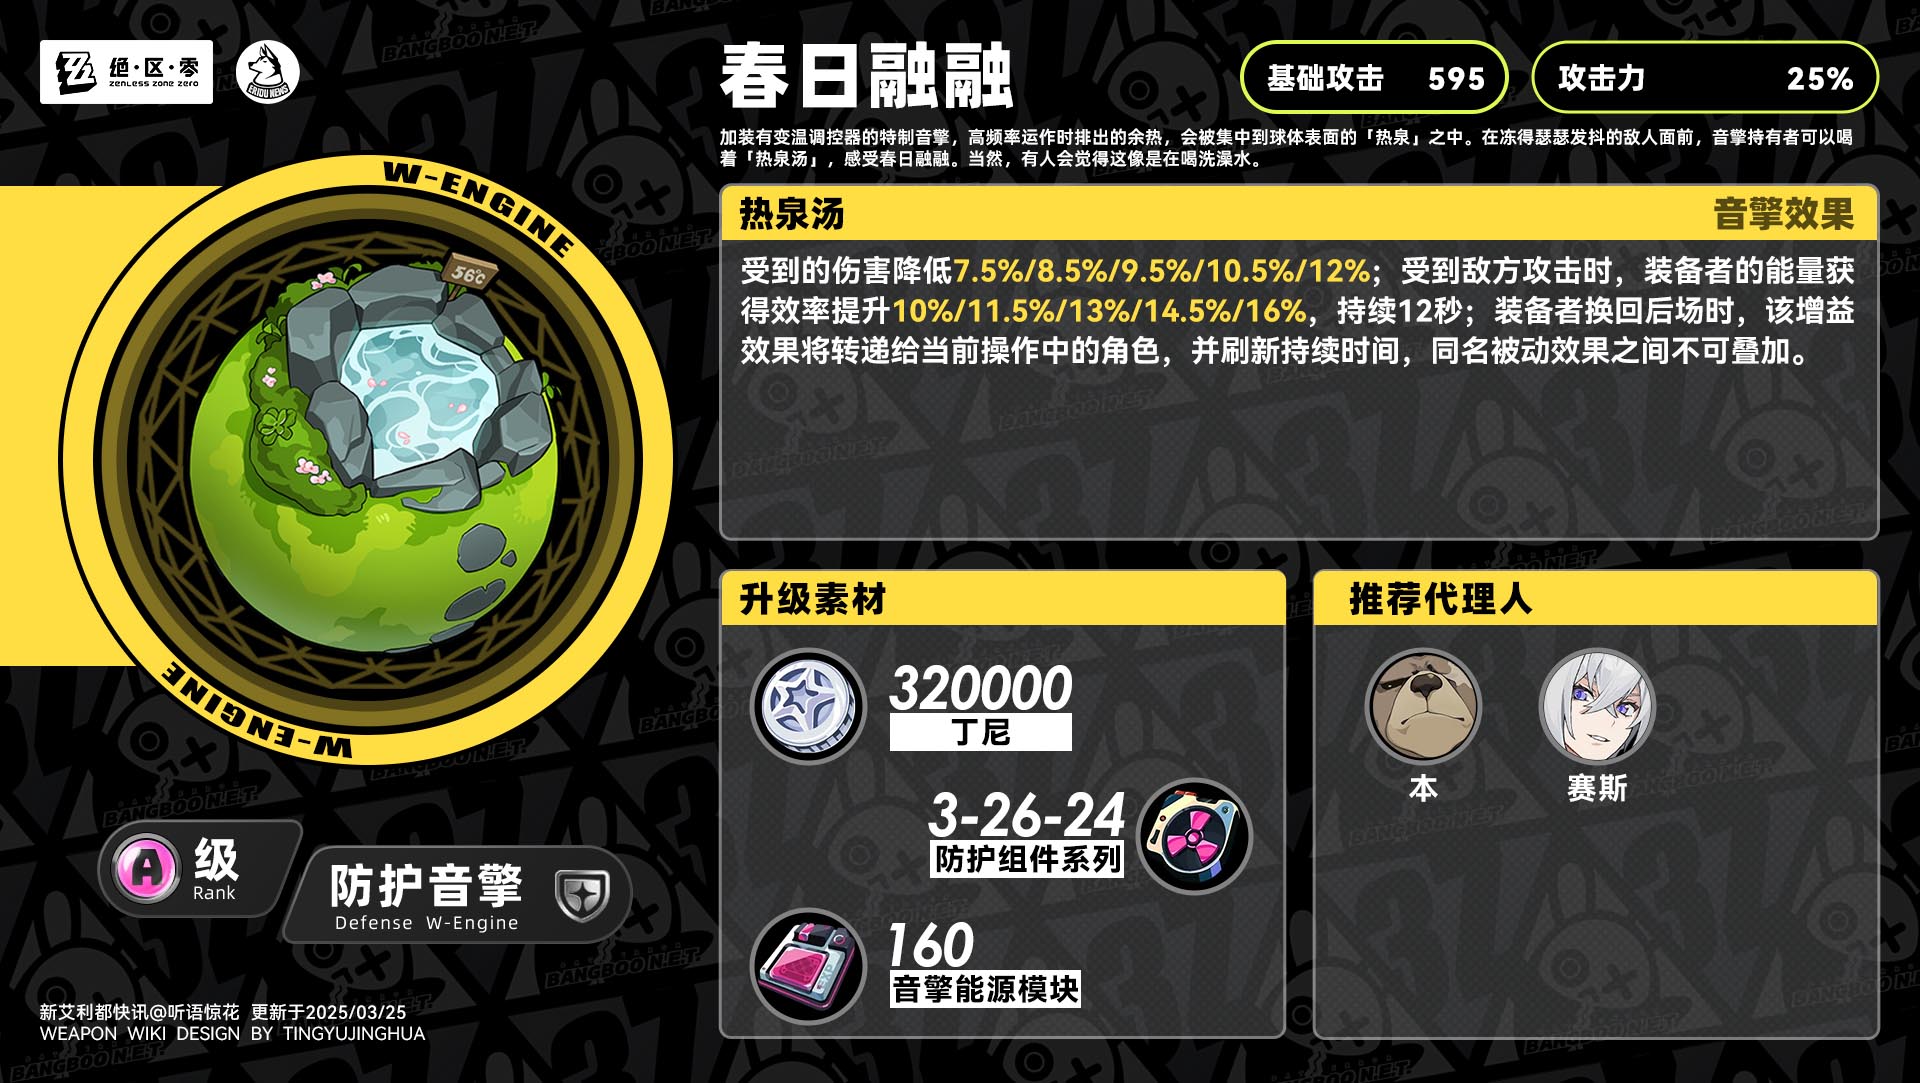 绝·区·零
ZENLESS ZONE ZERO
ERIDU NEWS
春日融融
基础攻击 595
攻击力 25%
加装有变温调控器的特制音擎，高频率运作时排出的余热，会被集中到球体表面的「热泉」之中。在冻得瑟瑟发抖的敌人面前，音擎持有者可以喝
着「热泉汤」，感受春日融融。当然，有人会觉得这像是在喝洗澡水。
W-ENGINE
56℃
W-ENGINE
热泉汤
音擎效果
受到的伤害降低7.5%/8.5%/9.5%/10.5%/12%；受到敌方攻击时，装备者的能量获
得效率提升10%/11.5%/13%/14.5%/16%，持续12秒；装备者换回后场时，该增益
效果将转递给当前操作中的角色，并刷新持续时间，同名被动效果之间不可叠加。
升级素材
320000
丁尼
3-26-24
防护组件系列
160
音擎能源模块
推荐代理人
本
赛斯
A
级
Rank
防护音擎
Defense W-Engine
新艾利都快讯@听语惊花 更新于2025/03/25
WEAPON WIKI DESIGN BY TINGYUJINGHUA
BANGBOO N.E.T.